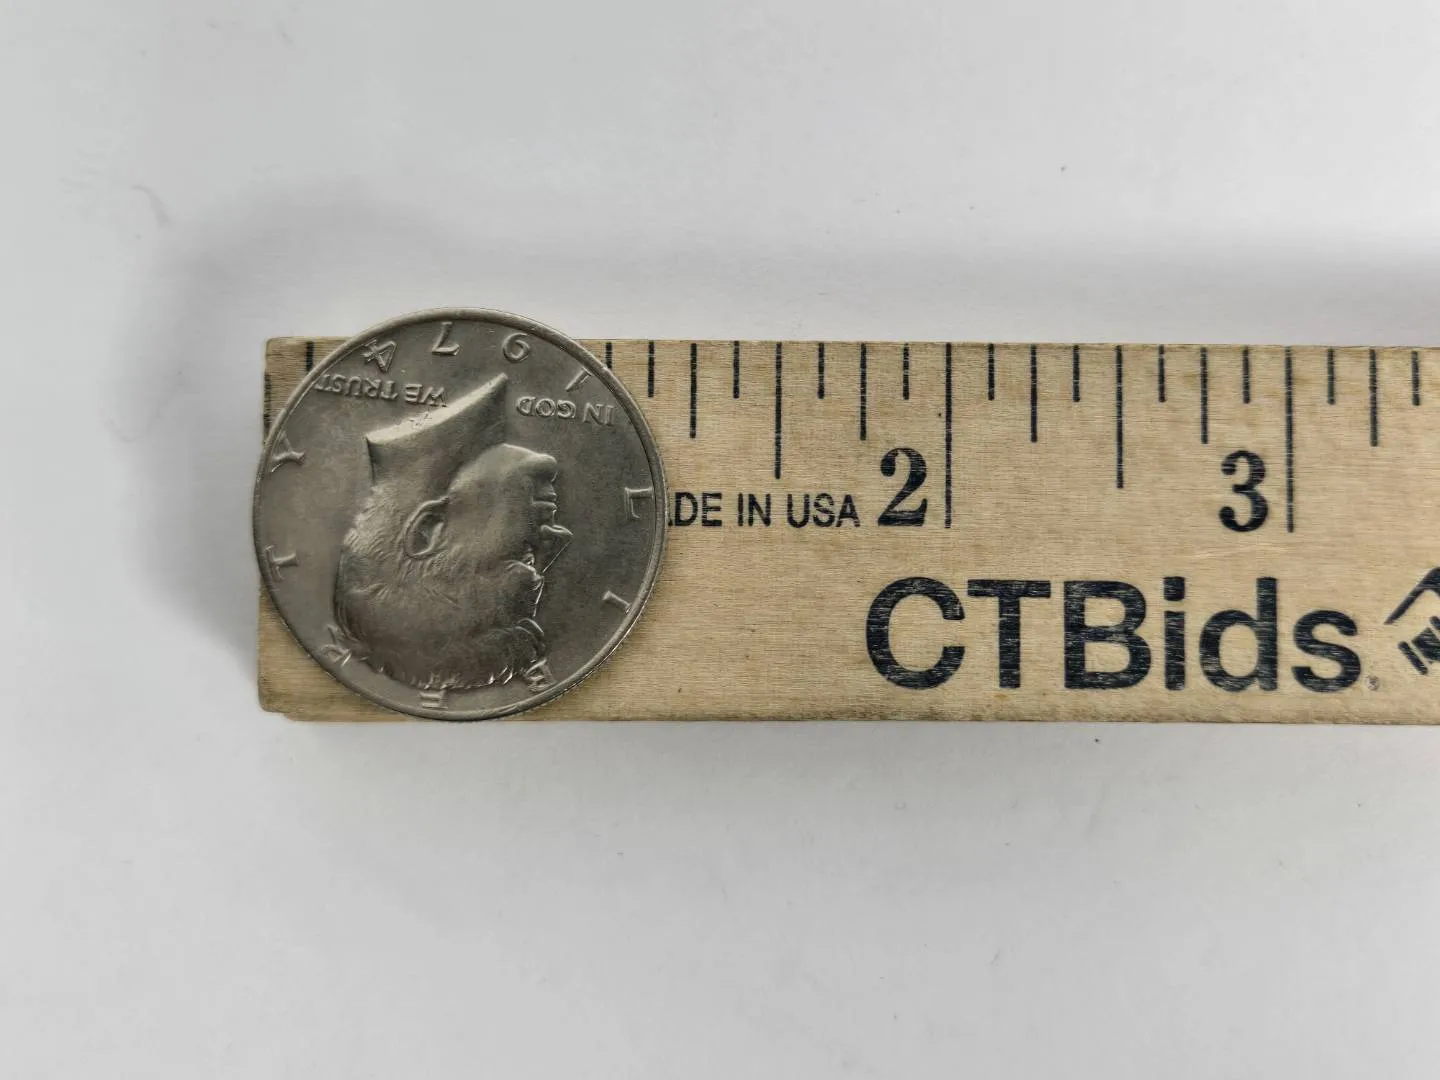 LIBERTY
IN GOD WE TRUST
1974
ADE IN USA
2
3
CTBids